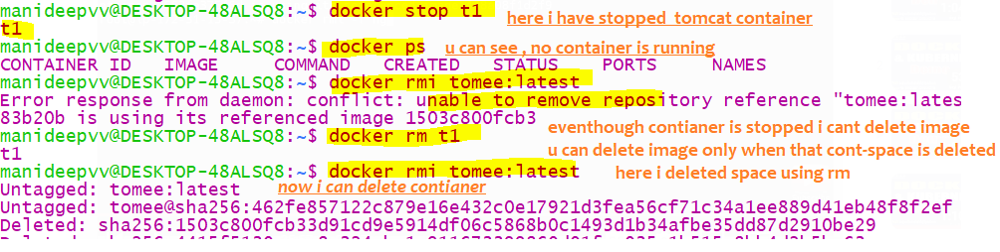 manideepvv@DESKTOP-48ALSQ8:~$ docker stop t1 here i have stopped tomcat container
t1
manideepvv@DESKTOP-48ALSQ8:~$ docker ps u can see , no container is running
CONTAINER ID IMAGE COMMAND CREATED STATUS PORTS NAMES
manideepvv@DESKTOP-48ALSQ8:~$ docker rmi tomee:latest
Error response from daemon: conflict: unable to remove repository reference "tomee:lates
83b20b is using its referenced image 1503c800fcb3
eventhough contianer is stopped i cant delete image
manideepvv@DESKTOP-48ALSQ8:~$ docker rm t1
t1
u can delete image only when that cont-space is deleted
manideepvv@DESKTOP-48ALSQ8:~$ docker rmi tomee:latest here i deleted space using rm
Untagged: tomee:latest now i can delete contianer
Untagged: tomee@sha256:462fe857122c879e16e432c0e17921d3fea56cf71c34a1ee889d41eb48f8f2ef
Deleted: sha256:1503c800fcb33d91cd9e5914df06c5868b0c1493d1b34afbe35dd87d2910be29